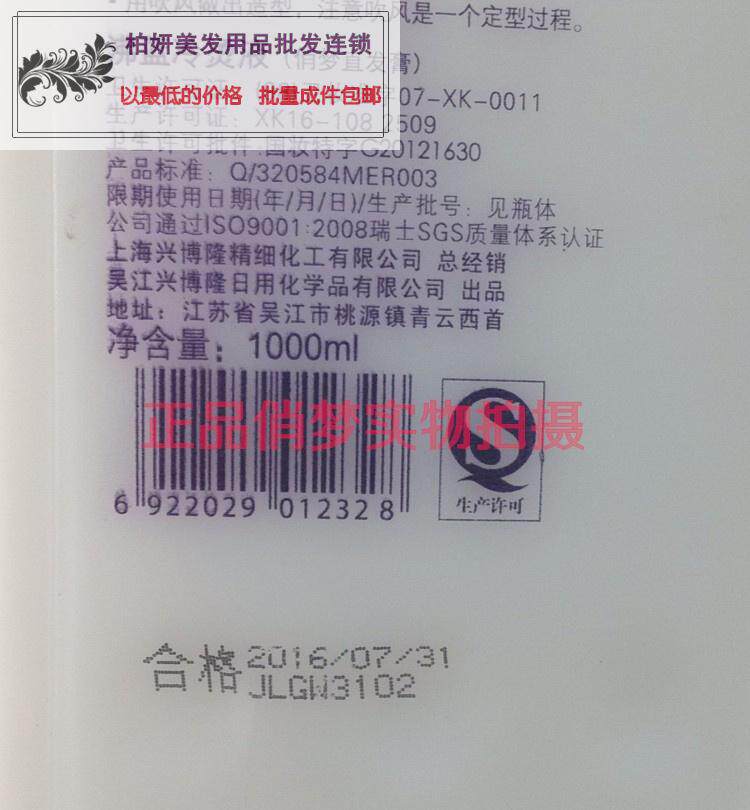 用吹风做出造型，注意吹风是一个定型过程。
柏妍美发用品批发连锁
冷烫液（俏梦直发膏）
以最低的价格 批量成件包邮
07-XK-0011
生产许可证：XK16-108 2509
卫生许可批件:国妆特字G20121630
产品标准：Q/320584MER003
限期使用日期(年/月/日)/生产批号：见瓶体
公司通过ISO9001:2008瑞士SGS质量体系认证
上海兴博隆精细化工有限公司 总经销
吴江兴博隆日用化学品有限公司 出品
地址：江苏省吴江市桃源镇青云西首
净含量：1000ml
正品俏梦实物拍摄
QS
生产许可
6 922029 012328
合格 2016/07/31
JLGW3102